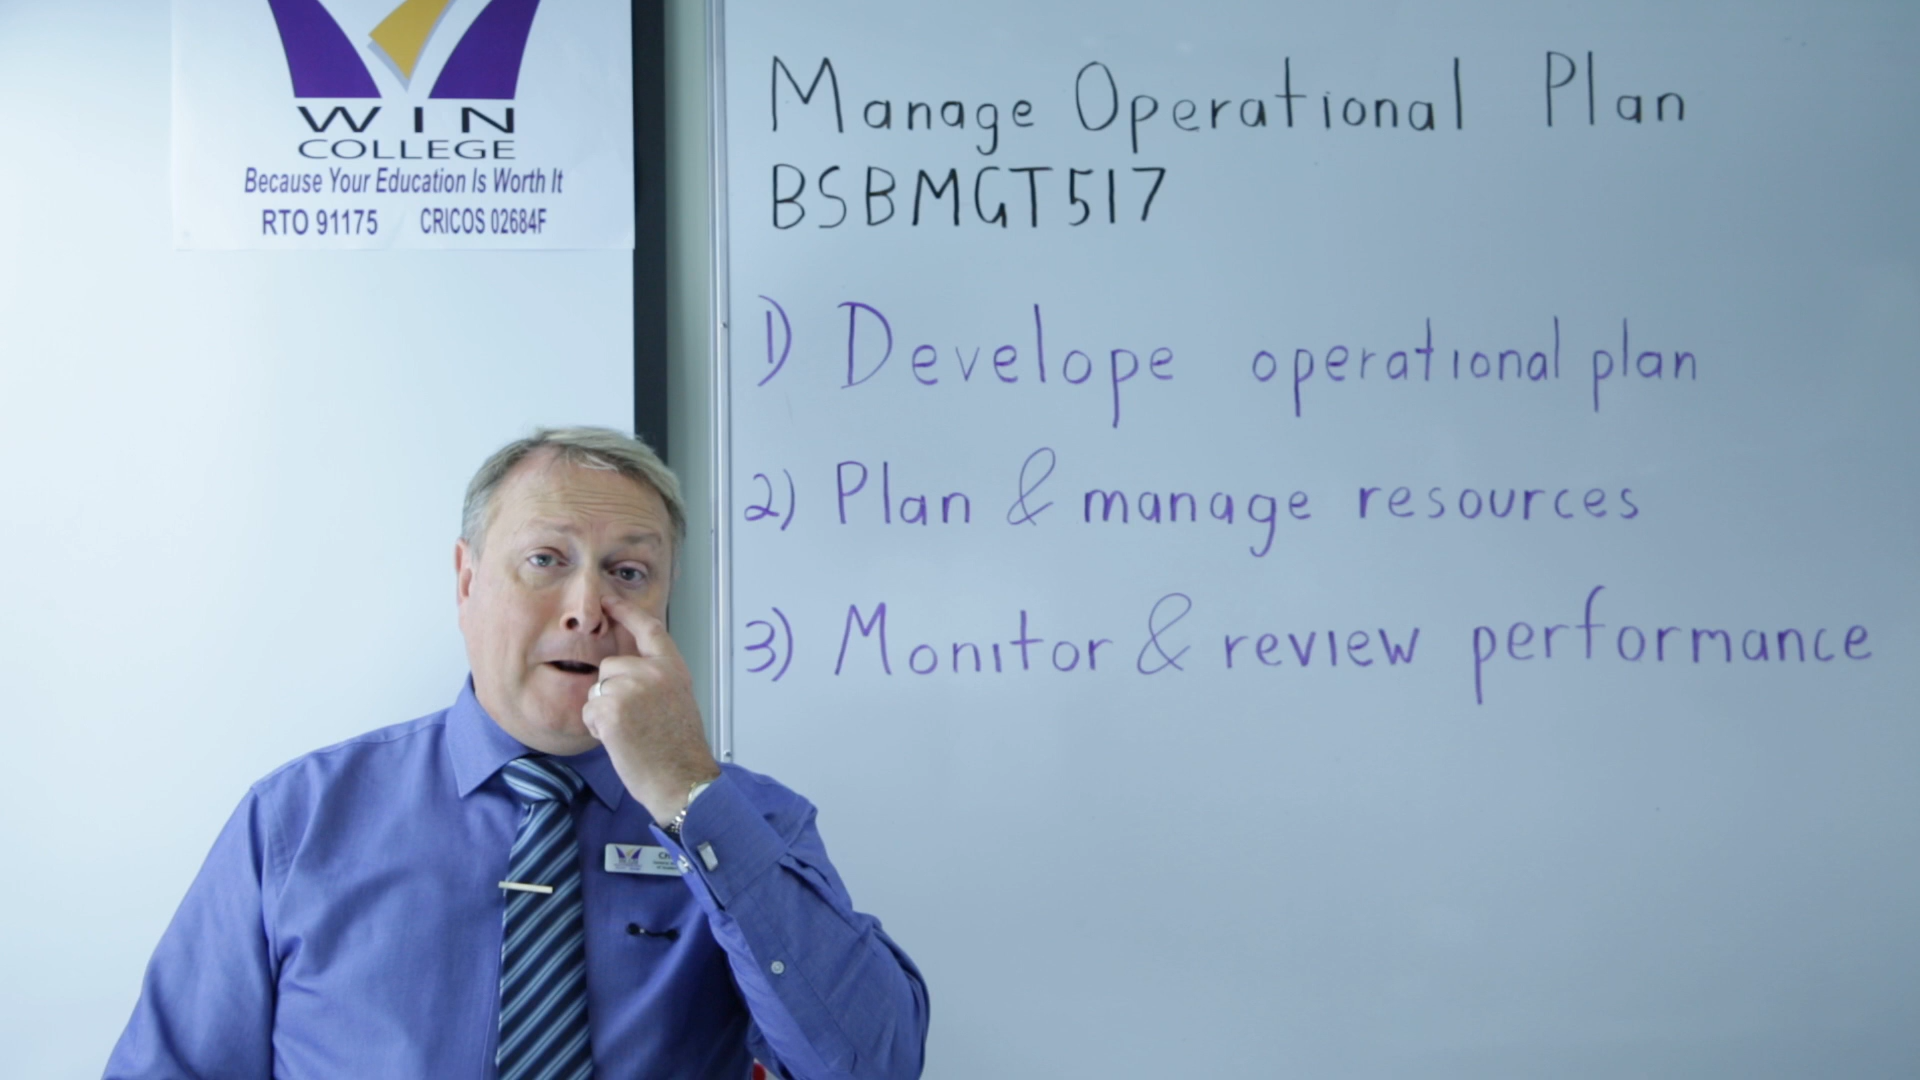 WIN
COLLEGE
Because Your Education Is Worth It
RTO 91175 CRICOS 02684F
Manage Operational Plan
BSBMGT517
1) Develope operational plan
2) Plan & manage resources
3) Monitor & review performance